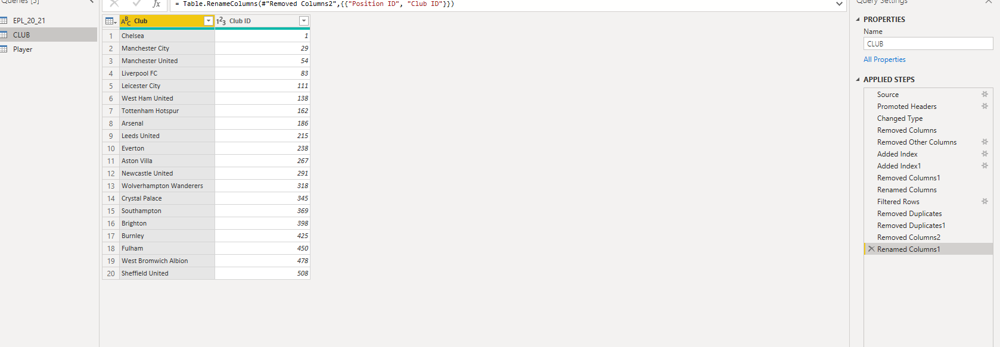 Queries [3]
EPL_20_21
CLUB
Player
fx
= Table.RenameColumns(#"Removed Columns2",{{"Position ID", "Club ID"}})
ABC Club
123 Club ID
1 Chelsea 1
2 Manchester City 29
3 Manchester United 54
4 Liverpool FC 83
5 Leicester City 111
6 West Ham United 138
7 Tottenham Hotspur 162
8 Arsenal 186
9 Leeds United 215
10 Everton 238
11 Aston Villa 267
12 Newcastle United 291
13 Wolverhampton Wanderers 318
14 Crystal Palace 345
15 Southampton 369
16 Brighton 398
17 Burnley 425
18 Fulham 450
19 West Bromwich Albion 478
20 Sheffield United 508
Query Settings
PROPERTIES
Name
CLUB
All Properties
APPLIED STEPS
Source
Promoted Headers
Changed Type
Removed Columns
Removed Other Columns
Added Index
Added Index1
Removed Columns1
Renamed Columns
Filtered Rows
Removed Duplicates
Removed Duplicates1
Removed Columns2
Renamed Columns1